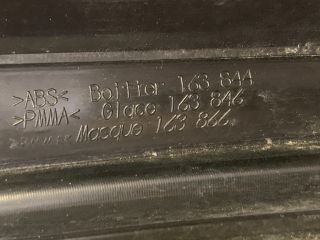 >ABS< Boitier 163 844
>PMMA< Glace 163 846
Masque 163 866